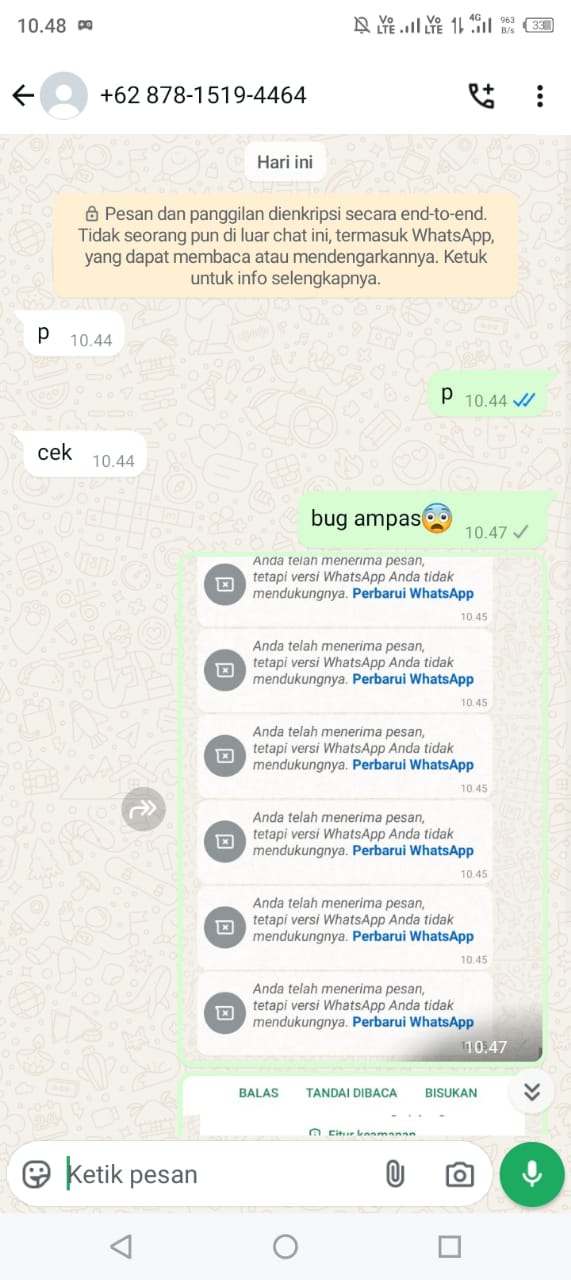 10.48 Vo LTE Vo LTE 4G 963 B/s 33
+62 878-1519-4464
Hari ini
Pesan dan panggilan dienkripsi secara end-to-end.
Tidak seorang pun di luar chat ini, termasuk WhatsApp,
yang dapat membaca atau mendengarkannya. Ketuk
untuk info selengkapnya.
p 10.44
p 10.44
cek 10.44
bug ampas😨 10.47
Anda telah menerima pesan,
tetapi versi WhatsApp Anda tidak
mendukungnya. Perbarui WhatsApp
10.45
Anda telah menerima pesan,
tetapi versi WhatsApp Anda tidak
mendukungnya. Perbarui WhatsApp
10.45
Anda telah menerima pesan,
tetapi versi WhatsApp Anda tidak
mendukungnya. Perbarui WhatsApp
10.45
Anda telah menerima pesan,
tetapi versi WhatsApp Anda tidak
mendukungnya. Perbarui WhatsApp
10.45
Anda telah menerima pesan,
tetapi versi WhatsApp Anda tidak
mendukungnya. Perbarui WhatsApp
10.45
Anda telah menerima pesan,
tetapi versi WhatsApp Anda tidak
mendukungnya. Perbarui WhatsApp
10.47
BALAS TANDAI DIBACA BISUKAN
Fitur keamanan
Ketik pesan